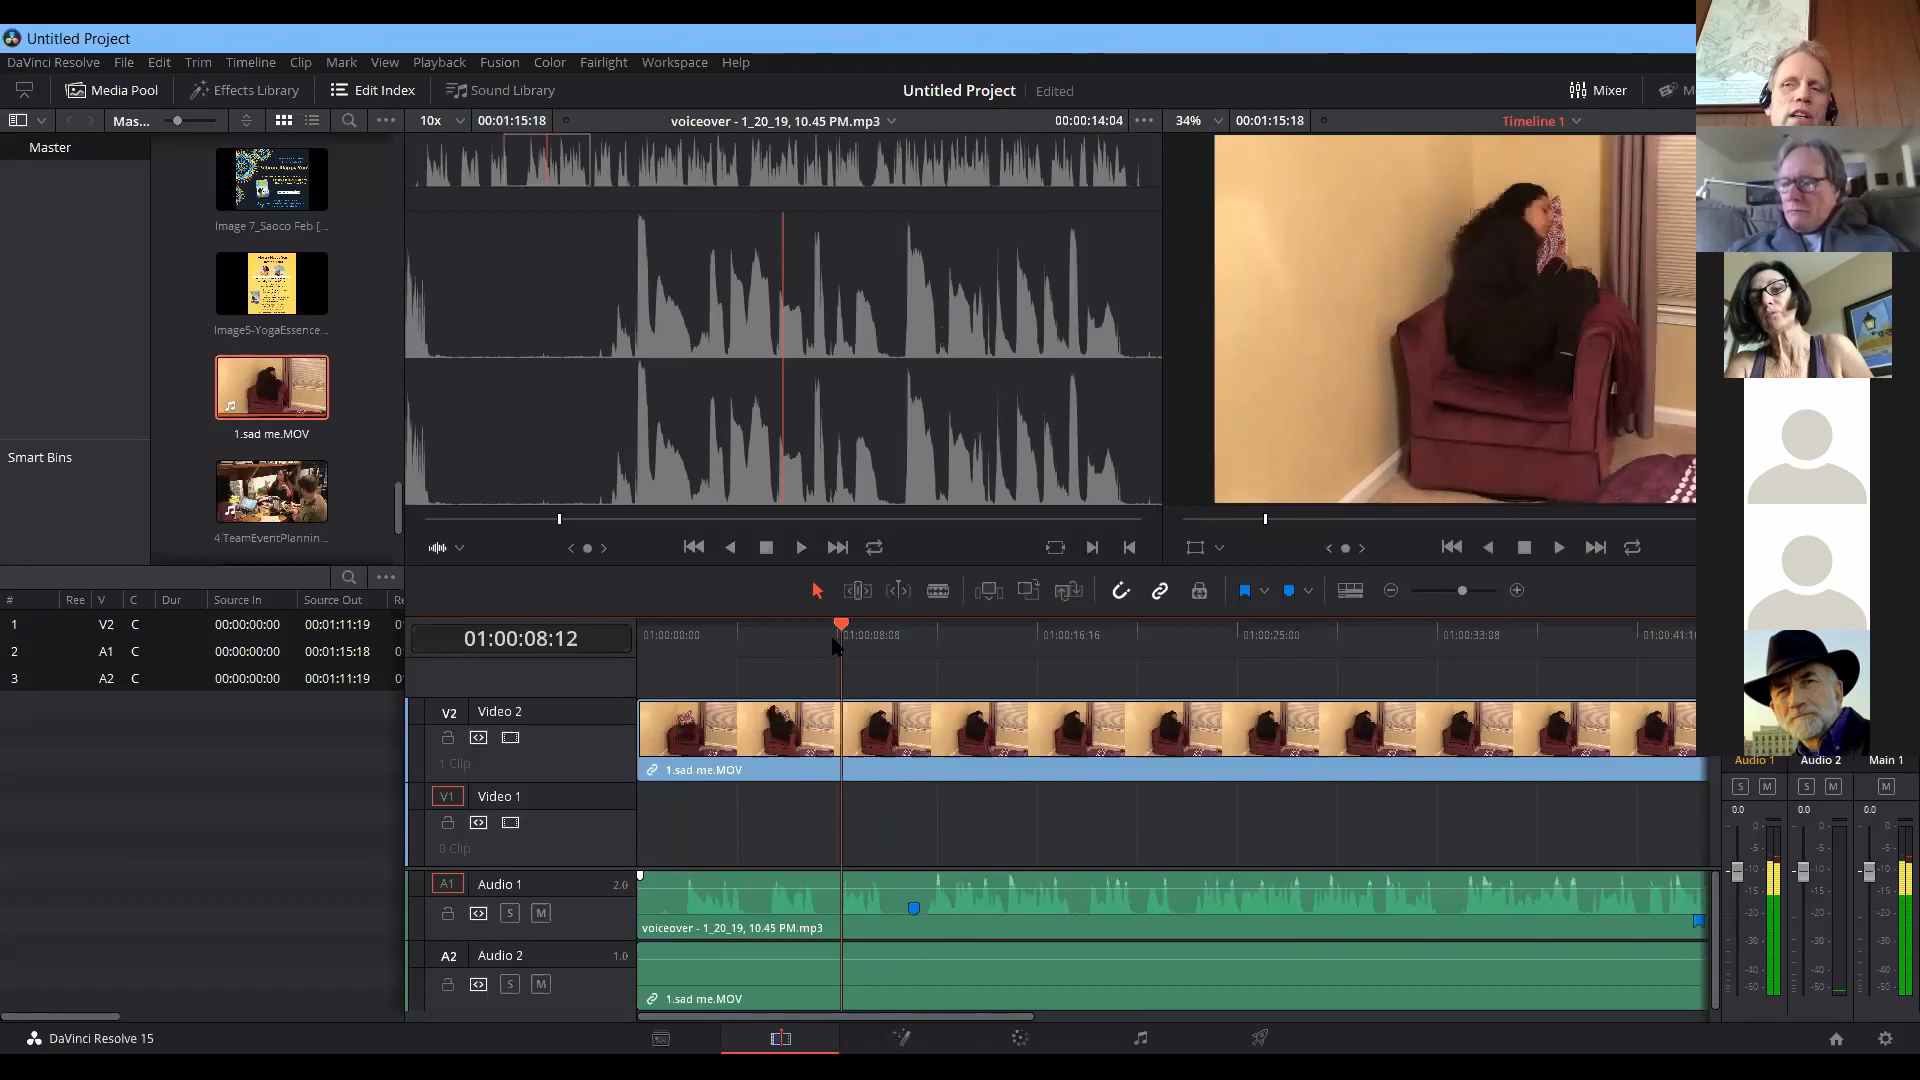 Untitled Project
DaVinci Resolve File Edit Trim Timeline Clip Mark View Playback Fusion Color Fairlight Workspace Help
Media Pool Effects Library Edit Index Sound Library Untitled Project Edited Mixer M
Mas... 10x 00:01:15:18 voiceover - 1_20_19, 10.45 PM.mp3 00:00:14:04 34% 00:01:15:18 Timeline 1
Master
Image 7_Saoco Feb [...
Image5-YogaEssence...
1.sad me.MOV
Smart Bins
4.TeamEventPlannin...
# Ree V C Dur Source In Source Out
1 V2 C 00:00:00:00 00:01:11:19
2 A1 C 00:00:00:00 00:01:15:18
3 A2 C 00:00:00:00 00:01:11:19
01:00:08:12
01:00:00:00 01:00:08:08 01:00:16:16 01:00:25:00 01:00:33:08 01:00:41:1
V2 Video 2
1 Clip
1.sad me.MOV
V1 Video 1
0 Clip
A1 Audio 1 2.0
S M
voiceover - 1_20_19, 10.45 PM.mp3
A2 Audio 2 1.0
S M
1.sad me.MOV
Audio 1 Audio 2 Main 1
S M S M M
0.0 0.0 0.0
0 0 0
-5 -5 -5
-10 -10 -10
-15 -15 -15
-20 -20 -20
-30 -30 -30
-40 -40 -40
-50 -50 -50
DaVinci Resolve 15